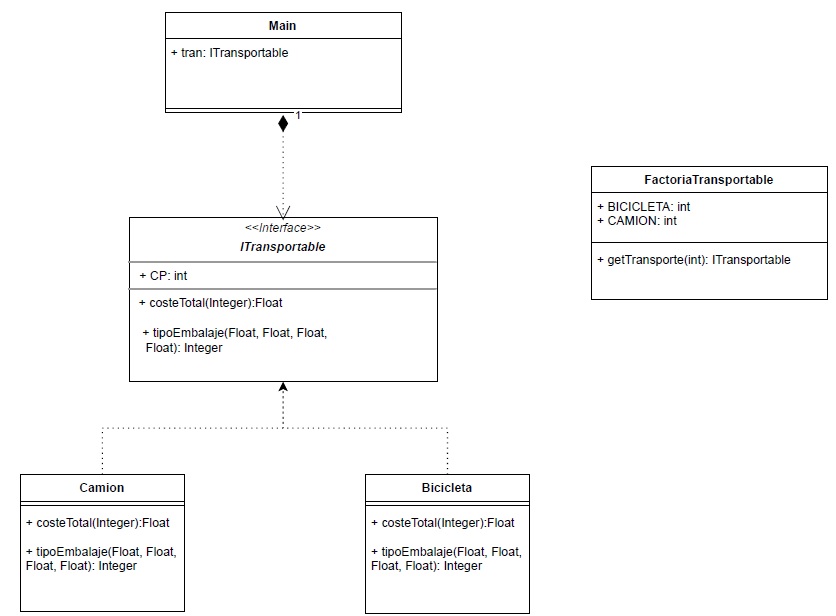 Main
+ tran: ITransportable
1
<<Interface>>
ITransportable
+ CP: int
+ costeTotal(Integer):Float
+ tipoEmbalaje(Float, Float, Float,
Float): Integer
FactoriaTransportable
+ BICICLETA: int
+ CAMION: int
+ getTransporte(int): ITransportable
Camion
+ costeTotal(Integer):Float
+ tipoEmbalaje(Float, Float,
Float, Float): Integer
Bicicleta
+ costeTotal(Integer):Float
+ tipoEmbalaje(Float, Float,
Float, Float): Integer